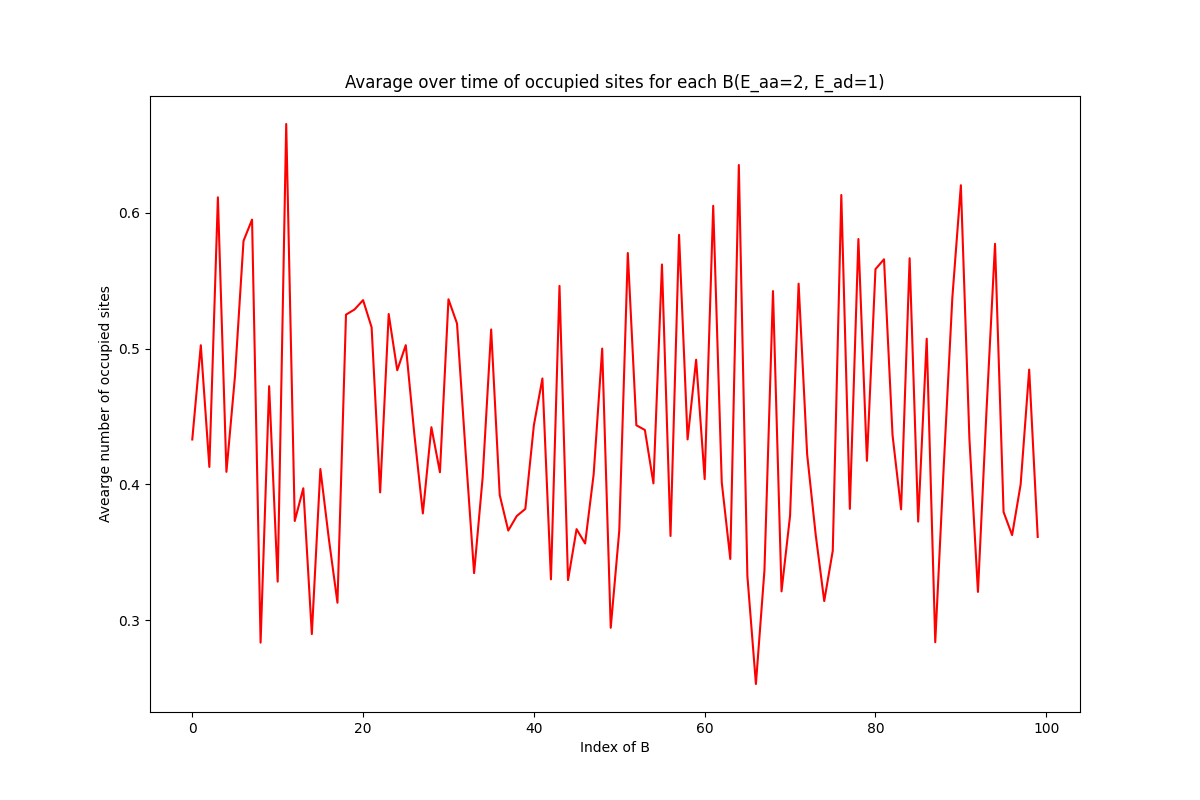 Avarage over time of occupied sites for each B(E_aa=2, E_ad=1)
Avearge number of occupied sites
0.6
0.5
0.4
0.3
0 20 40 60 80 100
Index of B